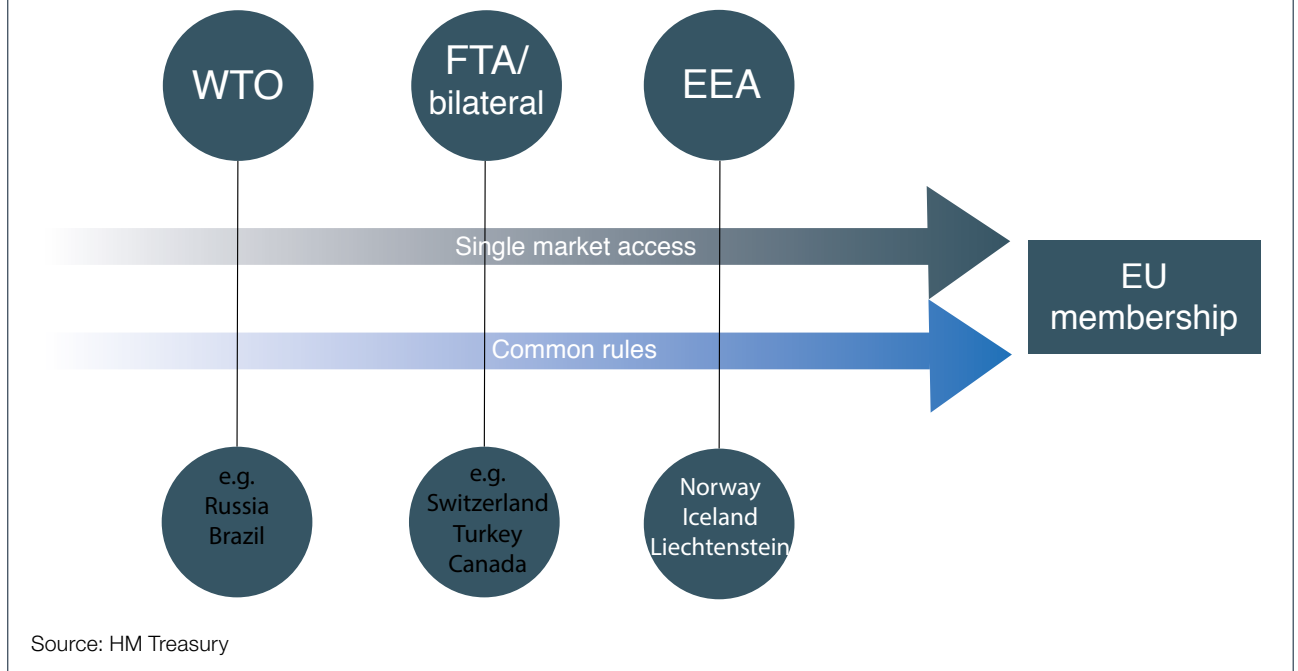 WTO
FTA/
bilateral
EEA
Single market access
EU
membership
Common rules
e.g.
Russia
Brazil
e.g.
Switzerland
Turkey
Canada
Norway
Iceland
Liechtenstein
Source: HM Treasury